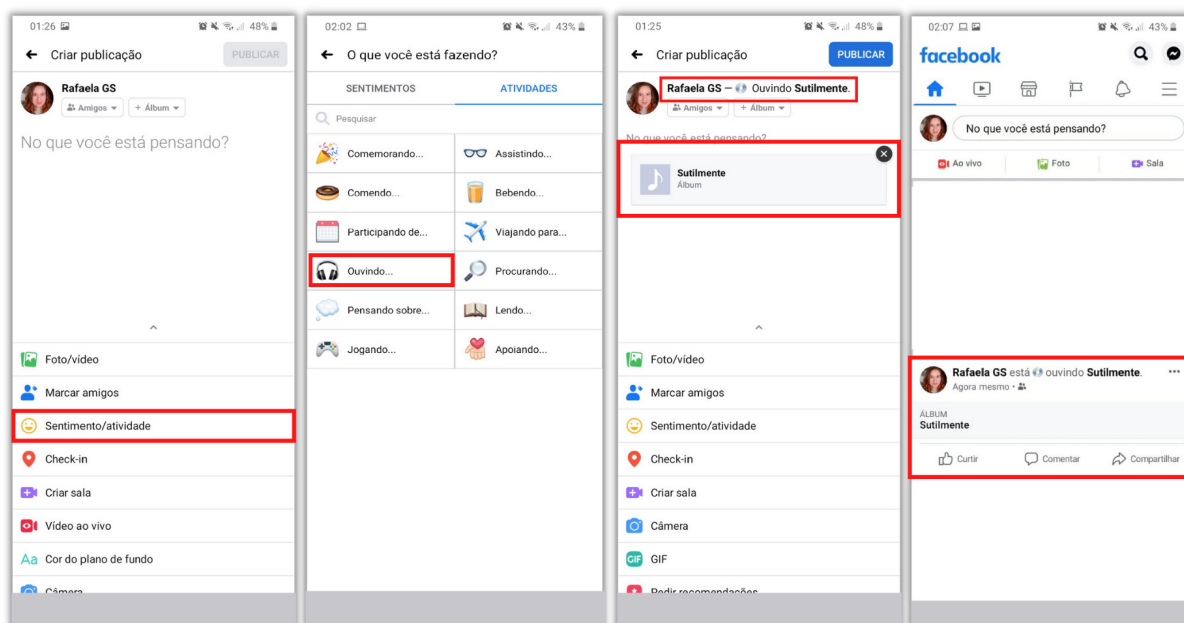 01:26 48%
Criar publicação PUBLICAR
Rafaela GS
Amigos + Álbum
No que você está pensando?
Foto/vídeo
Marcar amigos
Sentimento/atividade
Check-in
Criar sala
Vídeo ao vivo
Aa Cor do plano de fundo
Câmera
02:02 43%
O que você está fazendo?
SENTIMENTOS ATIVIDADES
Pesquisar
Comemorando... Assistindo...
Comendo... Bebendo...
Participando de... Viajando para...
Ouvindo... Procurando...
Pensando sobre... Lendo...
Jogando... Apoiando...
01:25 48%
Criar publicação PUBLICAR
Rafaela GS — Ouvindo Sutilmente.
Amigos + Álbum
No que você está pensando?
Sutilmente
Álbum
Foto/vídeo
Marcar amigos
Sentimento/atividade
Check-in
Criar sala
Câmera
GIF GIF
Pedir recomendações
02:07 43%
facebook
No que você está pensando?
Ao vivo Foto Sala
Rafaela GS está ouvindo Sutilmente.
Agora mesmo
ÁLBUM
Sutilmente
Curtir Comentar Compartilhar